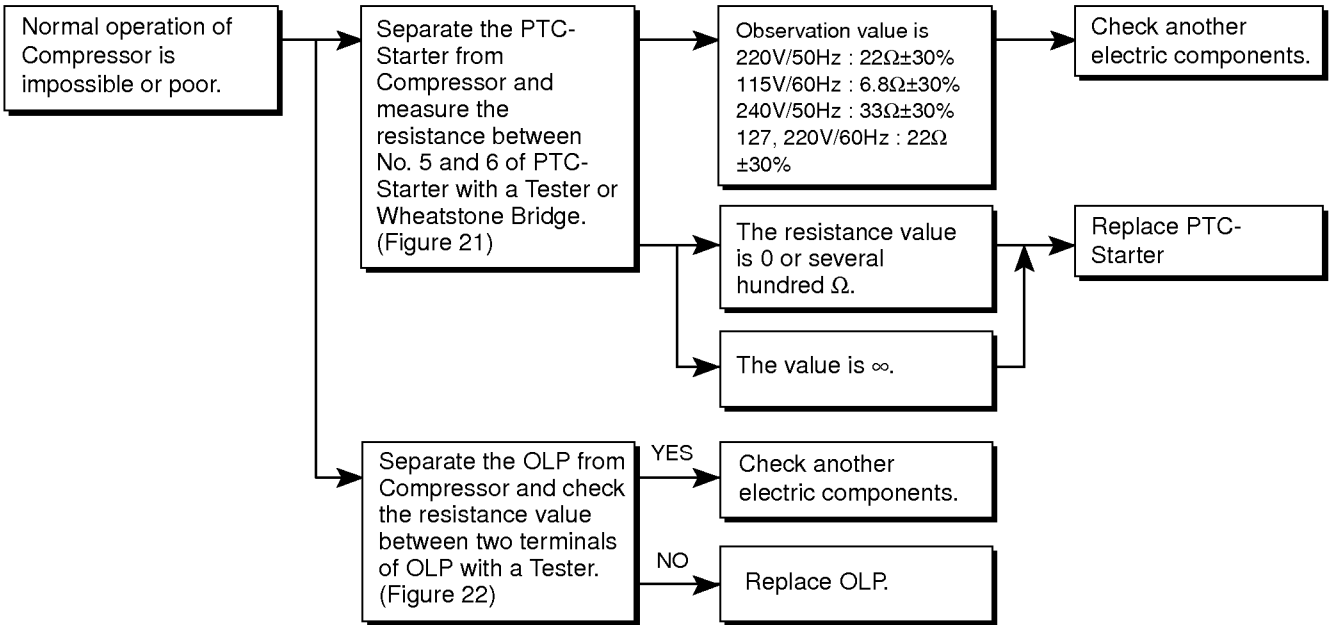 Normal operation of
Compressor is
impossible or poor.
Separate the PTC-
Starter from
Compressor and
measure the
resistance between
No. 5 and 6 of PTC-
Starter with a Tester or
Wheatstone Bridge.
(Figure 21)
Observation value is
220V/50Hz : 22Ω±30%
115V/60Hz : 6.8Ω±30%
240V/50Hz : 33Ω±30%
127, 220V/60Hz : 22Ω
±30%
Check another
electric components.
The resistance value
is 0 or several
hundred Ω.
Replace PTC-
Starter
The value is ∞.
Separate the OLP from
Compressor and check
the resistance value
between two terminals
of OLP with a Tester.
(Figure 22)
YES
Check another
electric components.
NO
Replace OLP.